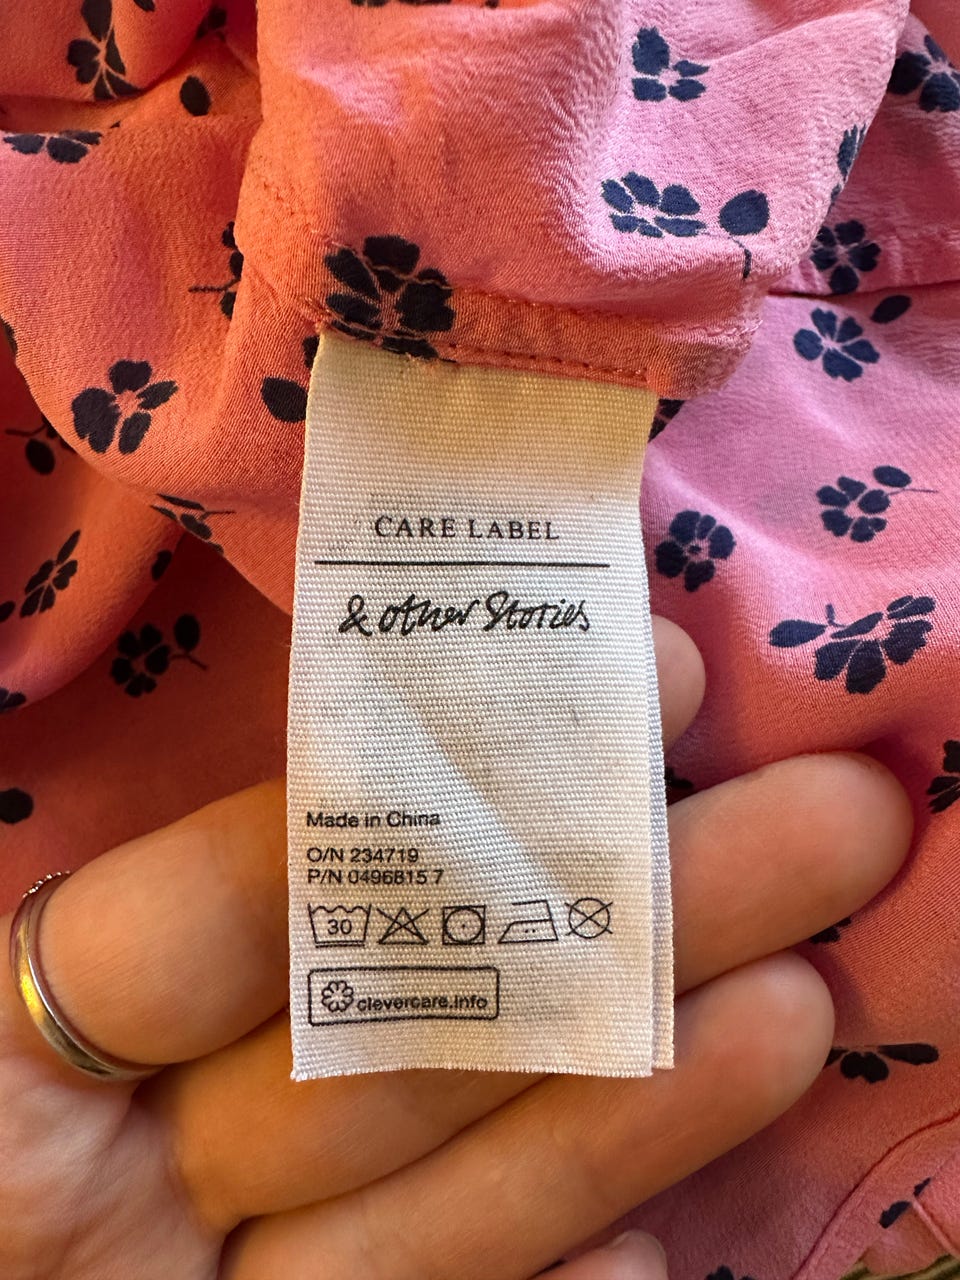 CARE LABEL
& other Stories
Made in China
O/N 234719
P/N 0496815 7
30
clevercare.info